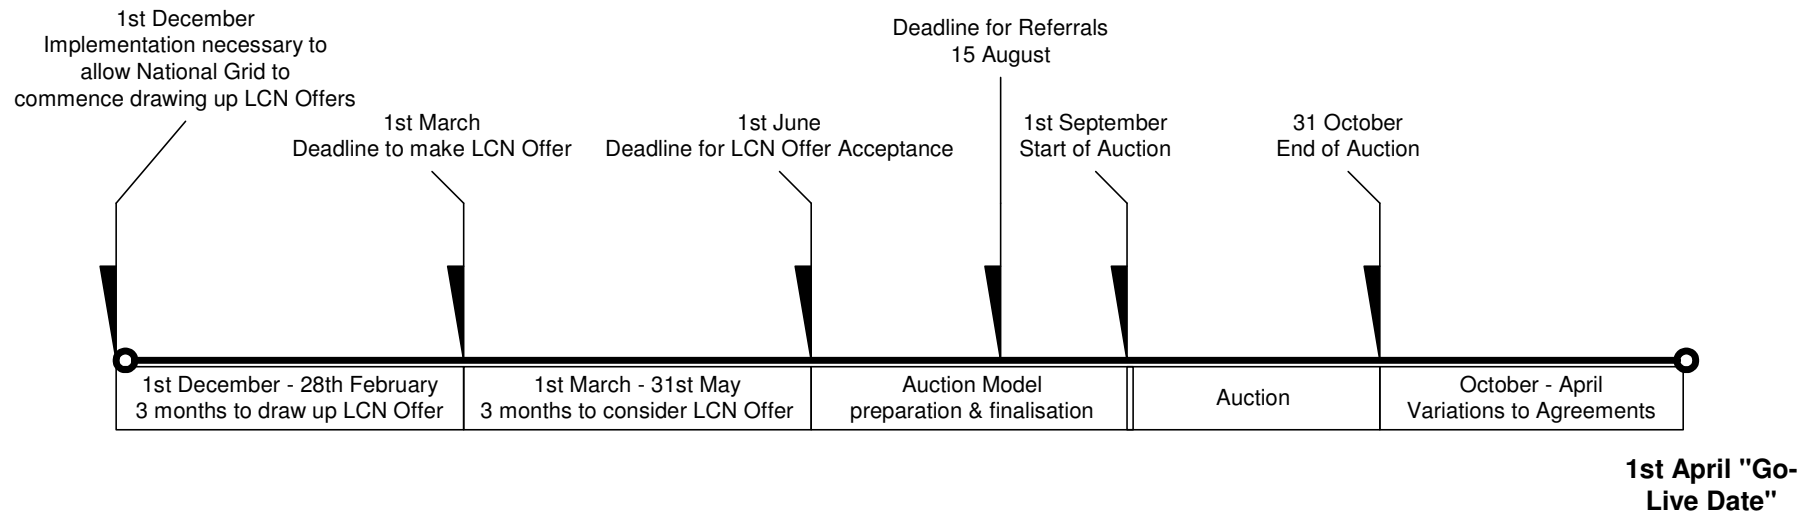 1st December
Implementation necessary to
allow National Grid to
commence drawing up LCN Offers
1st March
Deadline to make LCN Offer
1st June
Deadline for LCN Offer Acceptance
Deadline for Referrals
15 August
1st September
Start of Auction
31 October
End of Auction
1st December - 28th February
3 months to draw up LCN Offer
1st March - 31st May
3 months to consider LCN Offer
Auction Model
preparation & finalisation
Auction
October - April
Variations to Agreements
1st April "Go-
Live Date"